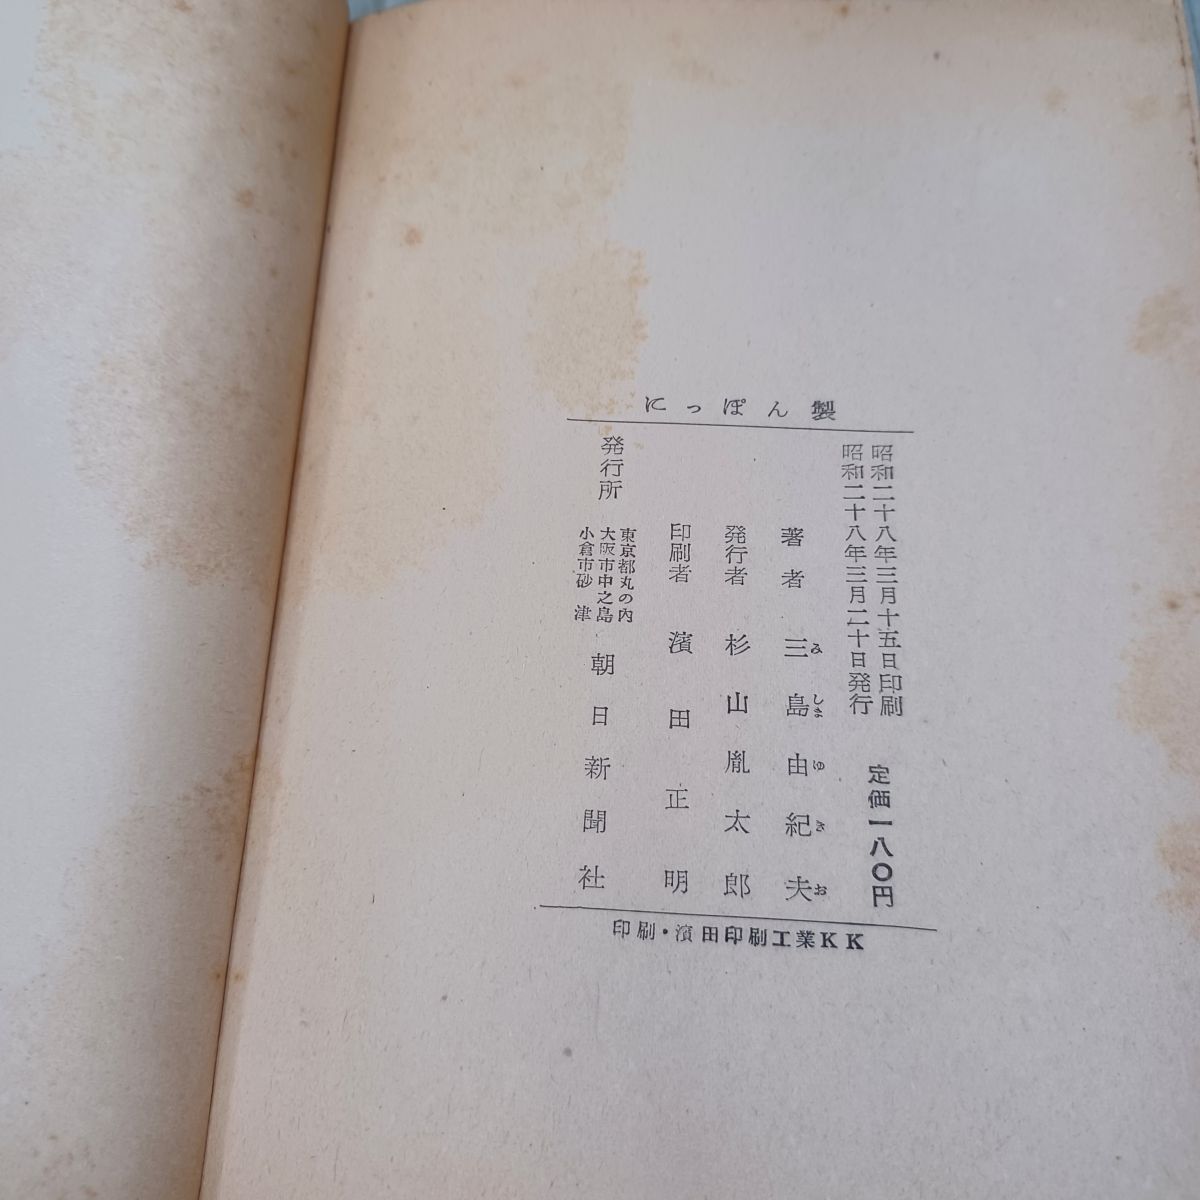 にっぽん製
昭和二十八年三月十五日印刷
昭和二十八年三月二十日発行
定価一八〇円
著者 三島由紀夫
みしまゆきお
発行者 杉山胤太郎
印刷者 濱田正明
発行所
東京都丸の内
大阪市中之島
小倉市砂津
朝日新聞社
印刷・濱田印刷工業KK